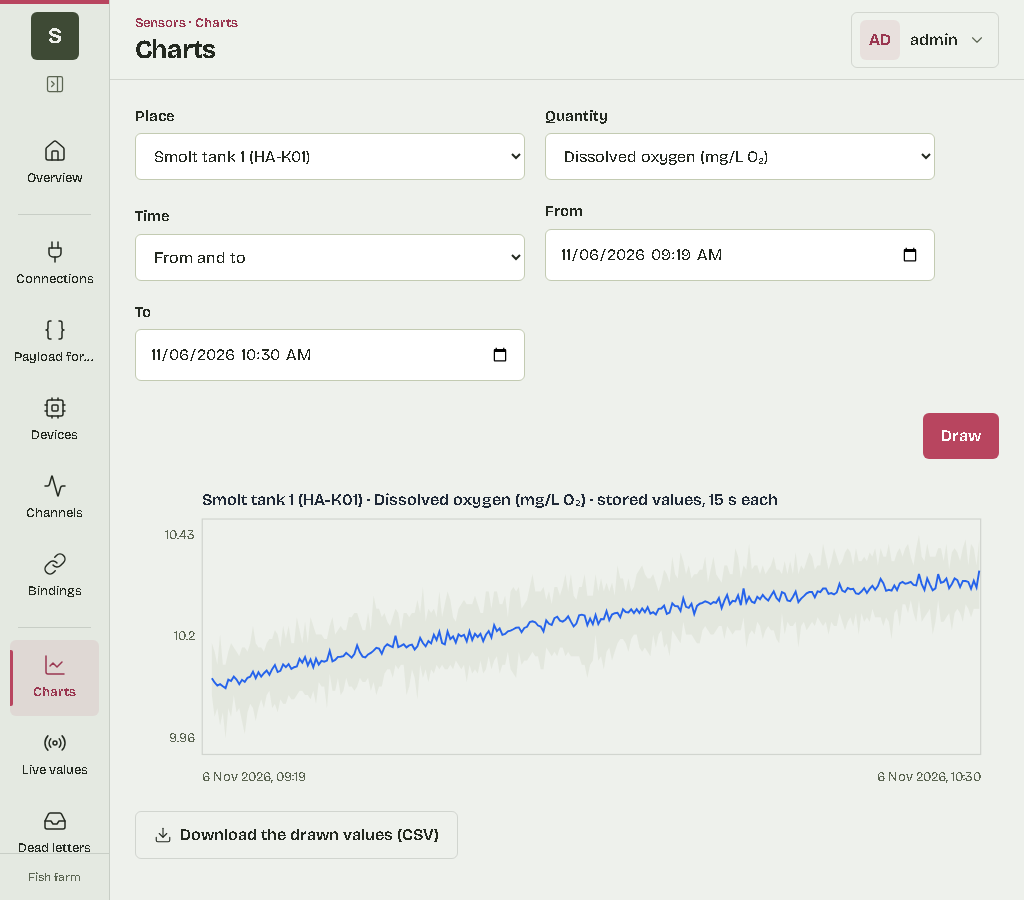 S
Overview
Connections
Payload for...
Devices
Channels
Bindings
Charts
Live values
Dead letters
Fish farm
Sensors · Charts
Charts
AD admin
Place
Smolt tank 1 (HA-K01)
Quantity
Dissolved oxygen (mg/L O₂)
Time
From and to
From
11/06/2026 09:19 AM
To
11/06/2026 10:30 AM
Draw
Smolt tank 1 (HA-K01) · Dissolved oxygen (mg/L O₂) · stored values, 15 s each
10.43
10.2
9.96
6 Nov 2026, 09:19
6 Nov 2026, 10:30
Download the drawn values (CSV)